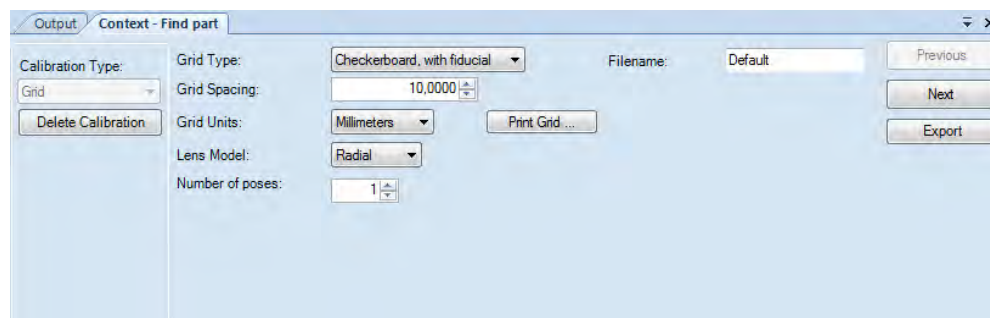 Output Context - Find part
Calibration Type:
Grid
Delete Calibration
Grid Type: Checkerboard, with fiducial Filename: Default
Grid Spacing: 10,0000
Grid Units: Millimeters Print Grid ...
Lens Model: Radial
Number of poses: 1
Previous
Next
Export